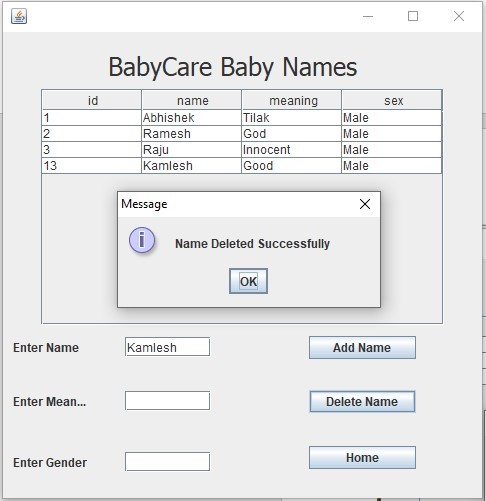 BabyCare Baby Names
id name meaning sex
1 Abhishek Tilak Male
2 Ramesh God Male
3 Raju Innocent Male
13 Kamlesh Good Male
Message
Name Deleted Successfully
OK
Enter Name Kamlesh Add Name
Enter Mean... Delete Name
Enter Gender Home